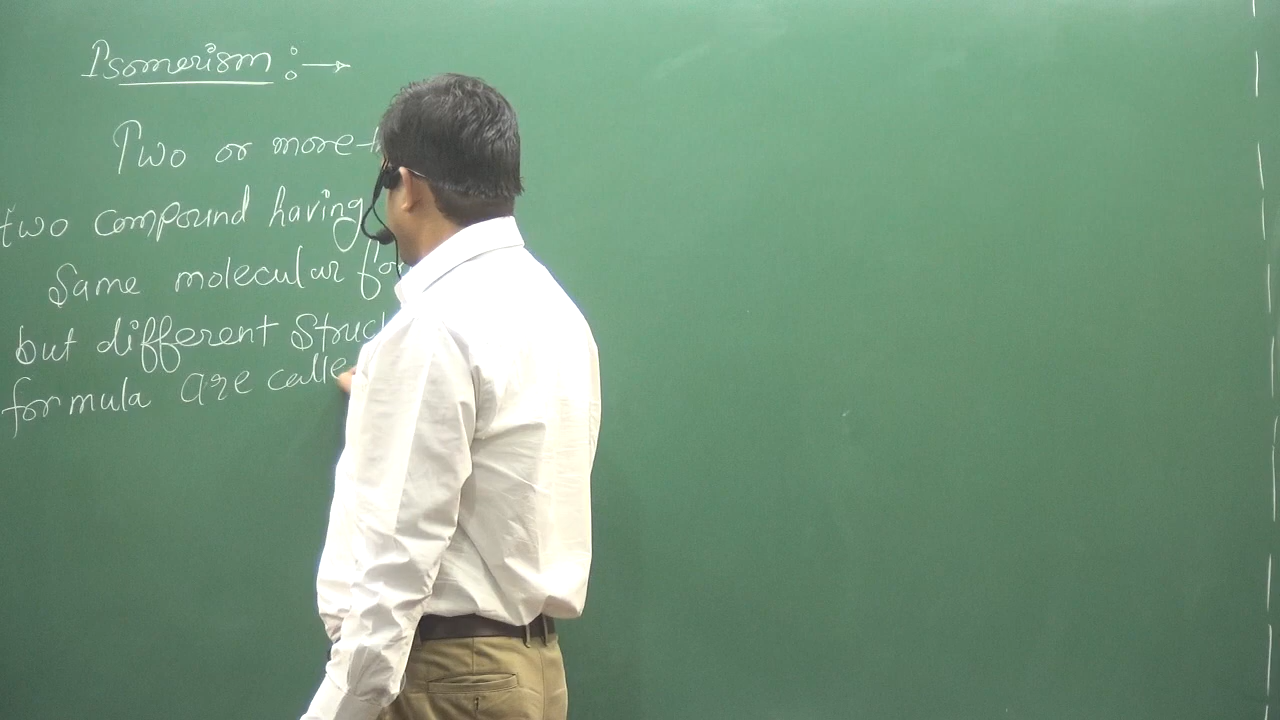 Isomerism :→
Two or more
two compound having
Same molecular
but different
formula are